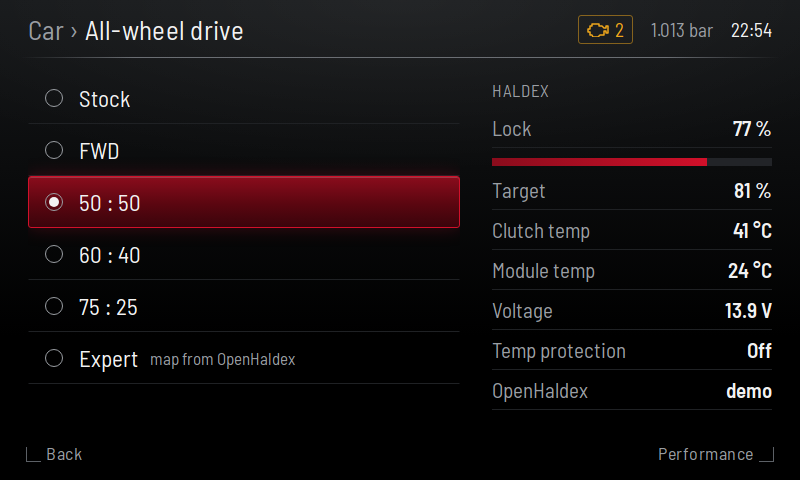 Car › All-wheel drive
2
1.013 bar
22:54
Stock
FWD
50 : 50
60 : 40
75 : 25
Expert map from OpenHaldex
HALDEX
Lock 77 %
Target 81 %
Clutch temp 41 °C
Module temp 24 °C
Voltage 13.9 V
Temp protection Off
OpenHaldex demo
Back
Performance